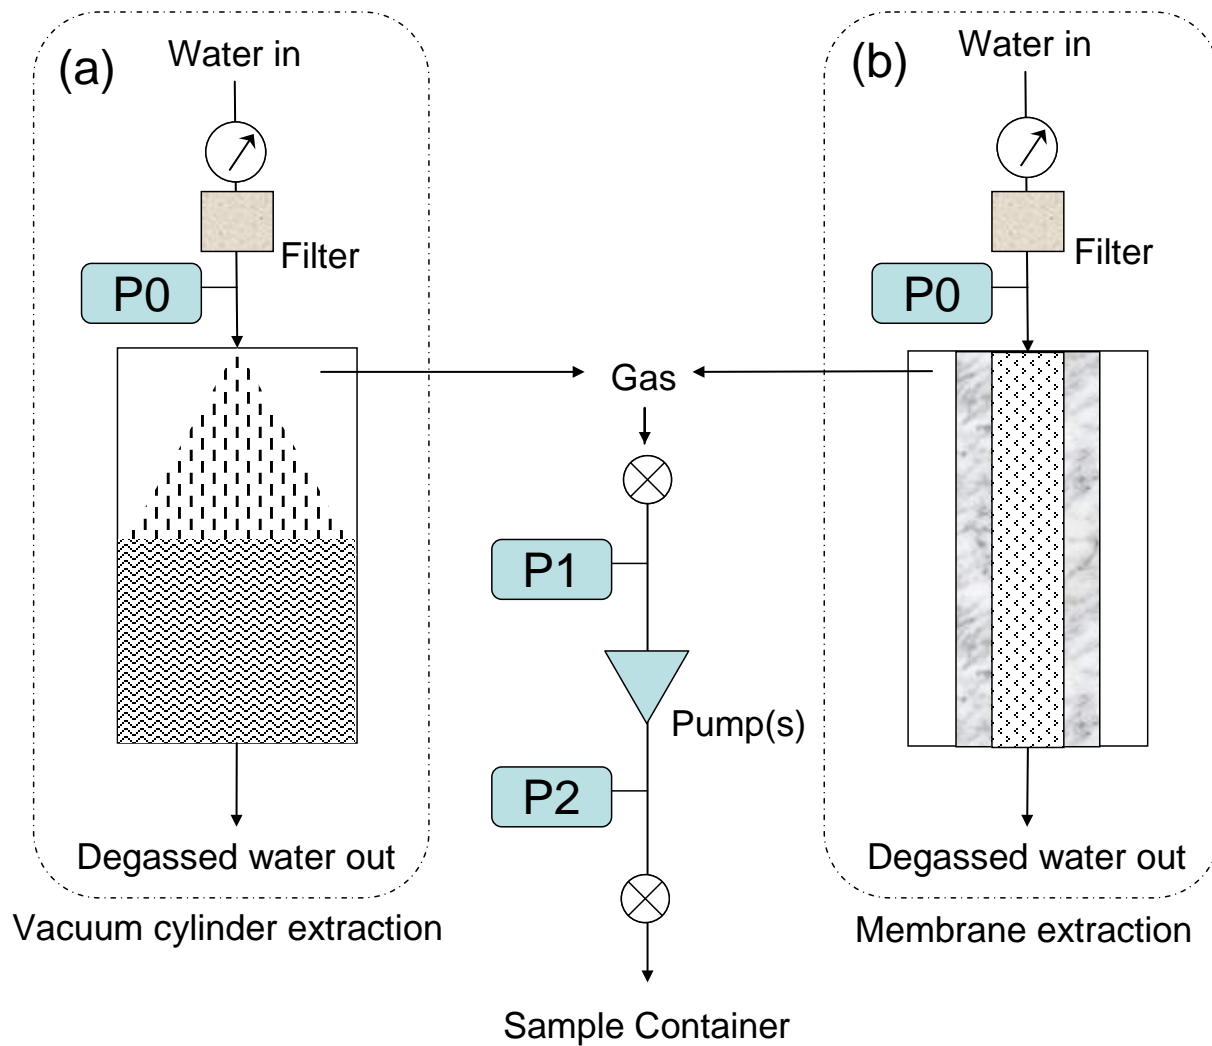 (a)
Water in
Filter
P0
Degassed water out
Vacuum cylinder extraction
Gas
P1
Pump(s)
P2
Sample Container
(b)
Water in
Filter
P0
Degassed water out
Membrane extraction